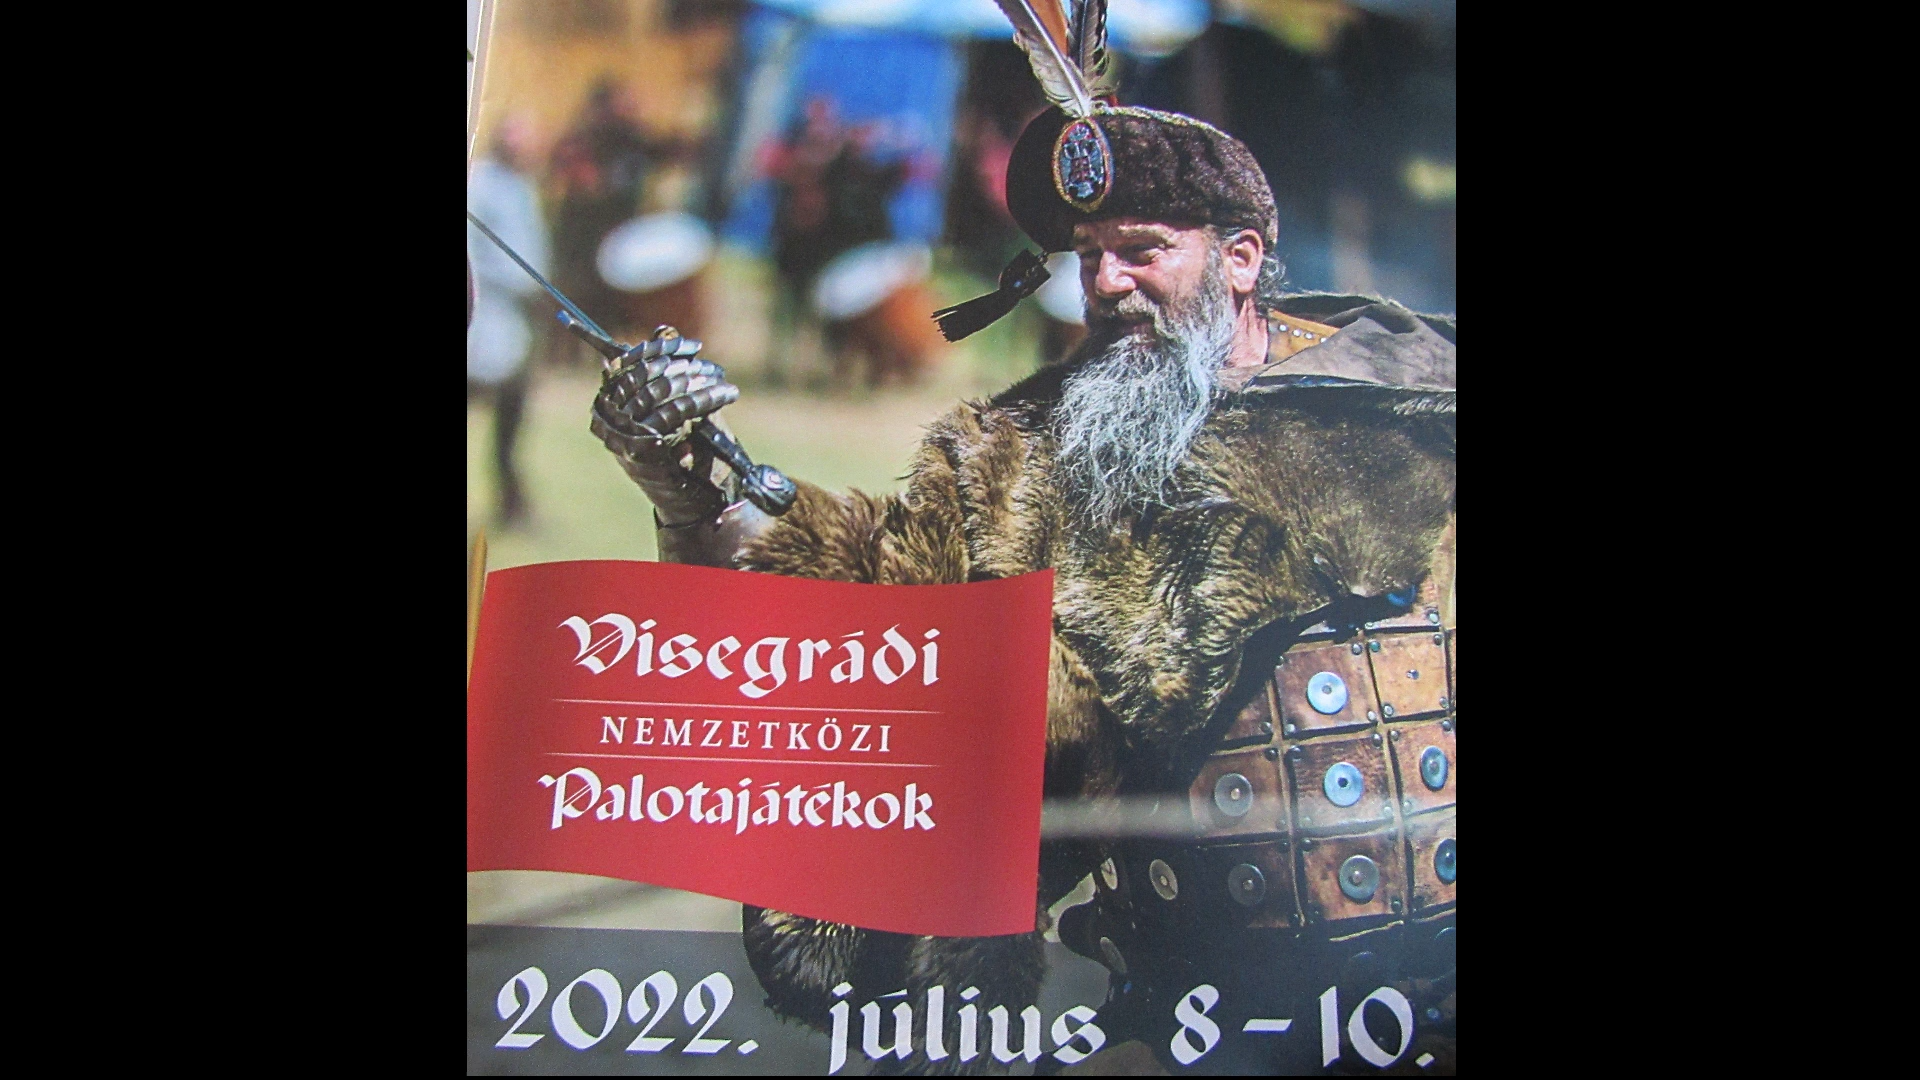 Visegrádi
NEMZETKÖZI
Palotajátékok
2022. július 8-10.